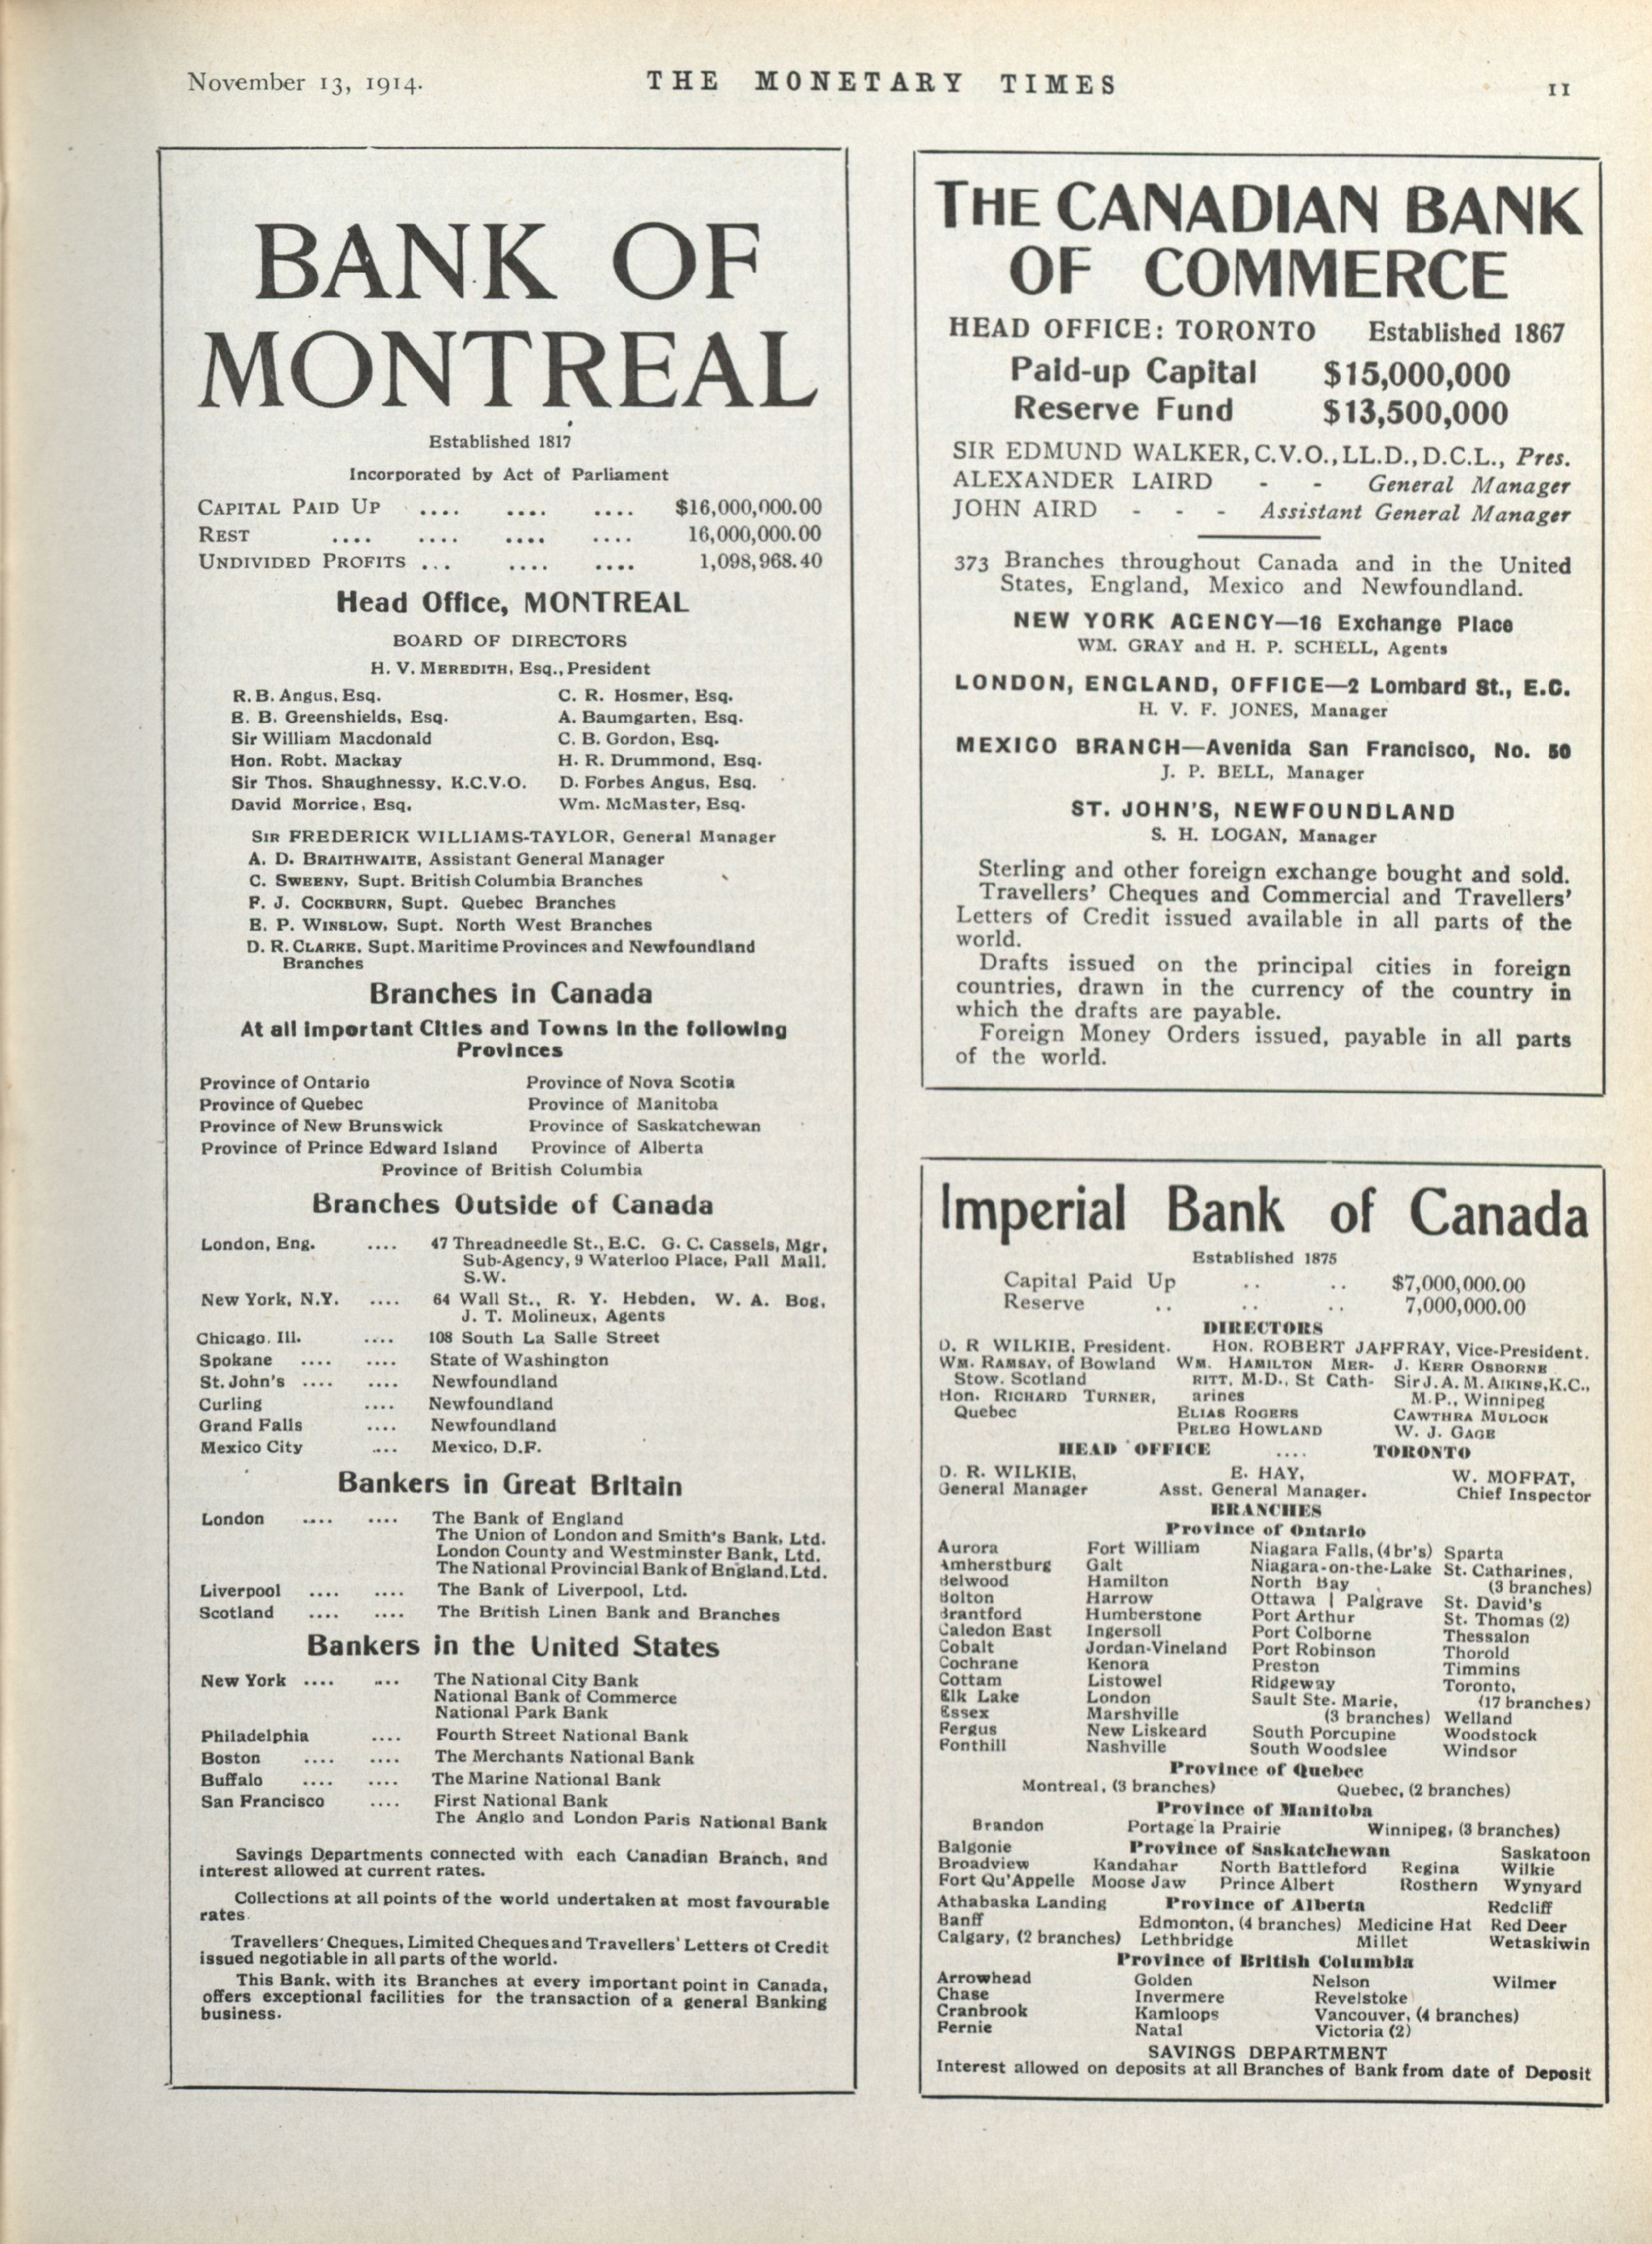 November 13, 1914.
THE MONETARY TIMES
11
BANK OF
MONTREAL
Established 1817
Incorporated by Act of Parliament
CAPITAL PAID UP .... .... .... $16,000,000.00
REST .... .... .... .... 16,000,000.00
UNDIVIDED PROFITS ... .... .... 1,098,968.40
Head Office, MONTREAL
BOARD OF DIRECTORS
H. V. MEREDITH, Esq., President
R. B. Angus, Esq. C. R. Hosmer, Esq.
E. B. Greenshields, Esq. A. Baumgarten, Esq.
Sir William Macdonald C. B. Gordon, Esq.
Hon. Robt. Mackay H. R. Drummond, Esq.
Sir Thos. Shaughnessy, K.C.V.O. D. Forbes Angus, Esq.
David Morrice, Esq. Wm. McMaster, Esq.
SIR FREDERICK WILLIAMS-TAYLOR, General Manager
A. D. BRAITHWAITE, Assistant General Manager
C. SWEENY, Supt. British Columbia Branches
F. J. COCKBURN, Supt. Quebec Branches
E. P. WINSLOW, Supt. North West Branches
D. R. CLARKE, Supt. Maritime Provinces and Newfoundland
Branches
Branches in Canada
At all Important Cities and Towns in the following
Provinces
Province of Ontario Province of Nova Scotia
Province of Quebec Province of Manitoba
Province of New Brunswick Province of Saskatchewan
Province of Prince Edward Island Province of Alberta
Province of British Columbia
Branches Outside of Canada
London, Eng. .... 47 Threadneedle St., E.C. G. C. Cassels, Mgr,
Sub-Agency, 9 Waterloo Place, Pall Mall.
S.W.
New York, N.Y. .... 64 Wall St., R. Y. Hebden, W. A. Bog,
J. T. Molineux, Agents
Chicago, Ill. .... 108 South La Salle Street
Spokane .... .... State of Washington
St. John's .... .... Newfoundland
Curling .... Newfoundland
Grand Falls .... Newfoundland
Mexico City .... Mexico, D.F.
Bankers in Great Britain
London .... .... The Bank of England
The Union of London and Smith's Bank, Ltd.
London County and Westminster Bank, Ltd.
The National Provincial Bank of England, Ltd.
Liverpool .... .... The Bank of Liverpool, Ltd.
Scotland .... .... The British Linen Bank and Branches
Bankers in the United States
New York .... .... The National City Bank
National Bank of Commerce
National Park Bank
Philadelphia .... Fourth Street National Bank
Boston .... .... The Merchants National Bank
Buffalo .... .... The Marine National Bank
San Francisco .... First National Bank
The Anglo and London Paris National Bank
Savings Departments connected with each Canadian Branch, and
interest allowed at current rates.
Collections at all points of the world undertaken at most favourable
rates.
Travellers' Cheques, Limited Cheques and Travellers' Letters of Credit
issued negotiable in all parts of the world.
This Bank, with its Branches at every important point in Canada,
offers exceptional facilities for the transaction of a general Banking
business.
THE CANADIAN BANK
OF COMMERCE
HEAD OFFICE: TORONTO Established 1867
Paid-up Capital $15,000,000
Reserve Fund $13,500,000
SIR EDMUND WALKER, C.V.O., LL.D., D.C.L., Pres.
ALEXANDER LAIRD - - General Manager
JOHN AIRD - - - Assistant General Manager
373 Branches throughout Canada and in the United
States, England, Mexico and Newfoundland.
NEW YORK AGENCY—16 Exchange Place
WM. GRAY and H. P. SCHELL, Agents
LONDON, ENGLAND, OFFICE—2 Lombard St., E.C.
H. V. F. JONES, Manager
MEXICO BRANCH—Avenida San Francisco, No. 50
J. P. BELL, Manager
ST. JOHN'S, NEWFOUNDLAND
S. H. LOGAN, Manager
Sterling and other foreign exchange bought and sold.
Travellers' Cheques and Commercial and Travellers'
Letters of Credit issued available in all parts of the
world.
Drafts issued on the principal cities in foreign
countries, drawn in the currency of the country in
which the drafts are payable.
Foreign Money Orders issued, payable in all parts
of the world.
Imperial Bank of Canada
Established 1875
Capital Paid Up .. .. $7,000,000.00
Reserve .. .. .. 7,000,000.00
DIRECTORS
D. R WILKIE, President. HON. ROBERT JAFFRAY, Vice-President.
WM. RAMSAY, of Bowland WM. HAMILTON MER- J. KERR OSBORNE
Stow, Scotland RITT, M.D., St Cath- Sir J. A. M. AIKINS, K.C.,
Hon. RICHARD TURNER, arines M.P., Winnipeg
Quebec ELIAS ROGERS CAWTHRA MULOCK
PELEG HOWLAND W. J. GAGE
HEAD OFFICE .... TORONTO
D. R. WILKIE, E. HAY, W. MOFFAT,
General Manager Asst. General Manager. Chief Inspector
BRANCHES
Province of Ontario
Aurora Fort William Niagara Falls, (4 br's) Sparta
Amherstburg Galt Niagara-on-the-Lake St. Catharines,
Belwood Hamilton North Bay (3 branches)
Bolton Harrow Ottawa | Palgrave St. David's
Brantford Humberstone Port Arthur St. Thomas (2)
Caledon East Ingersoll Port Colborne Thessalon
Cobalt Jordan-Vineland Port Robinson Thorold
Cochrane Kenora Preston Timmins
Cottam Listowel Ridgeway Toronto,
Elk Lake London Sault Ste. Marie, (17 branches)
Essex Marshville (3 branches) Welland
Fergus New Liskeard South Porcupine Woodstock
Fonthill Nashville South Woodslee Windsor
Province of Quebec
Montreal, (3 branches) Quebec, (2 branches)
Province of Manitoba
Brandon Portage la Prairie Winnipeg, (3 branches)
Balgonie Province of Saskatchewan Saskatoon
Broadview Kandahar North Battleford Regina Wilkie
Fort Qu'Appelle Moose Jaw Prince Albert Rosthern Wynyard
Athabaska Landing Province of Alberta Redcliff
Banff Edmonton, (4 branches) Medicine Hat Red Deer
Calgary, (2 branches) Lethbridge Millet Wetaskiwin
Province of British Columbia
Arrowhead Golden Nelson Wilmer
Chase Invermere Revelstoke
Cranbrook Kamloops Vancouver, (4 branches)
Fernie Natal Victoria (2)
SAVINGS DEPARTMENT
Interest allowed on deposits at all Branches of Bank from date of Deposit